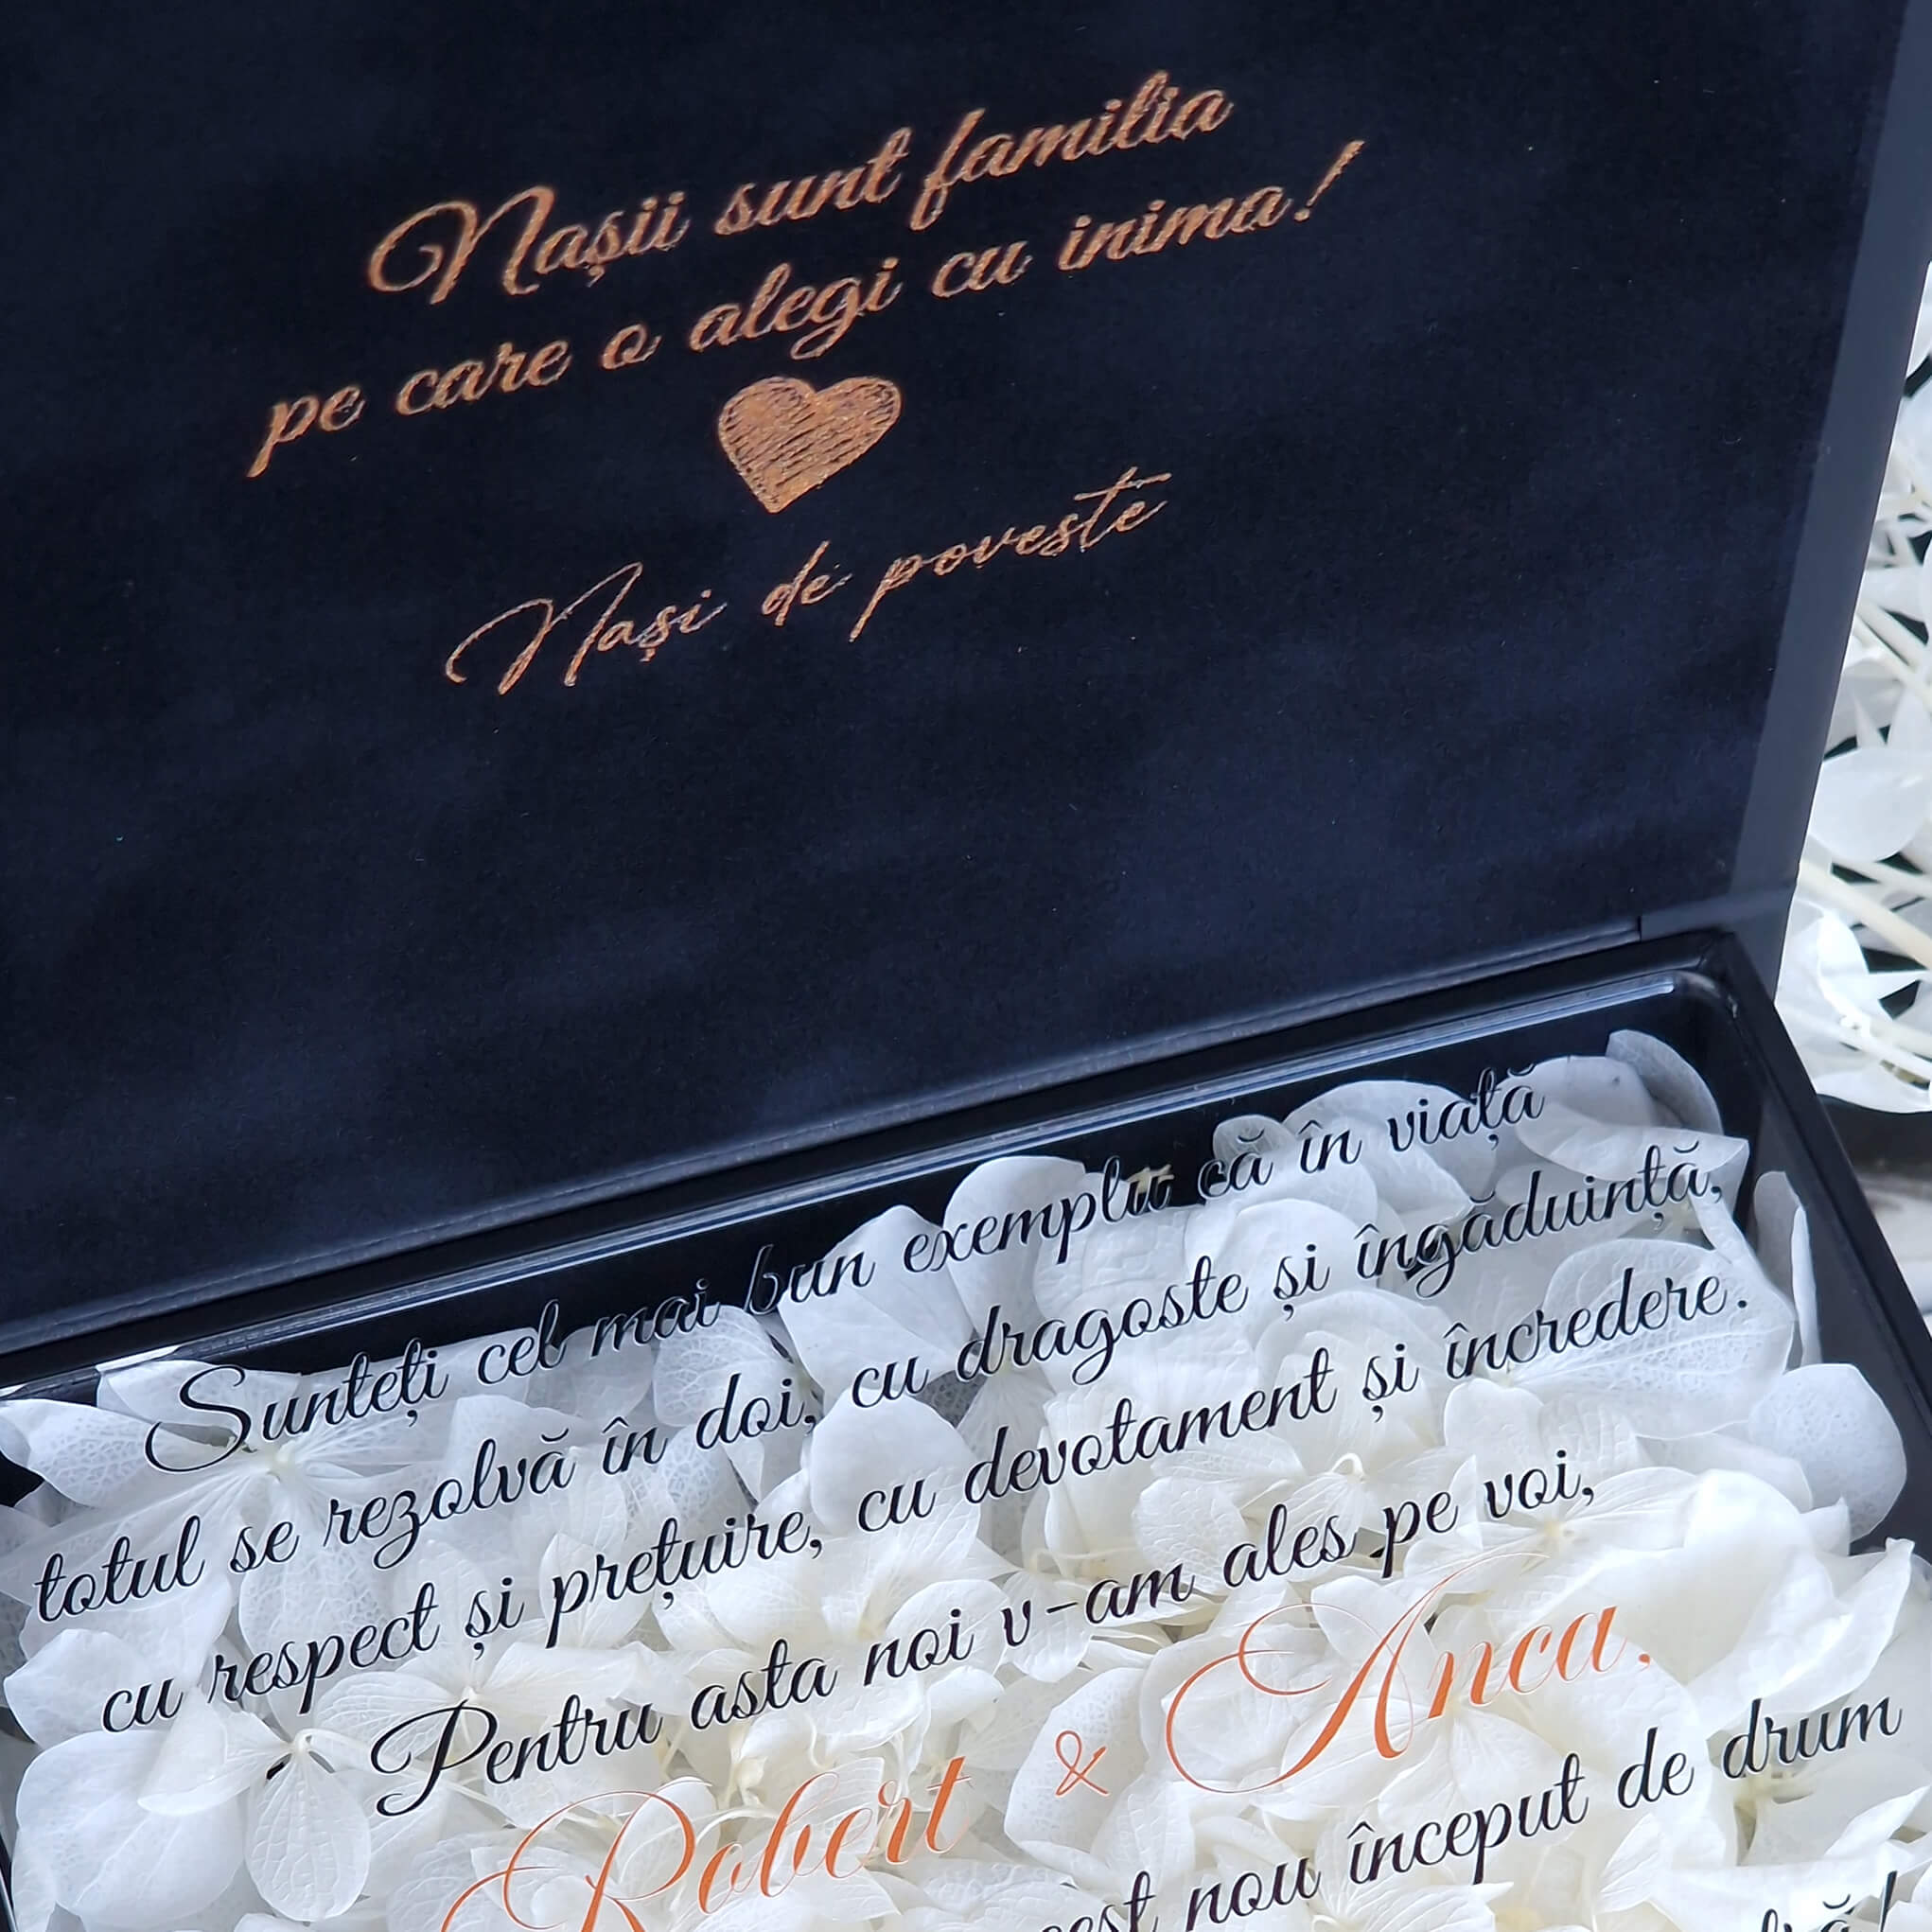 Nașii sunt familia
pe care o alegi cu inima!
Nași de poveste
Sunteți cel mai bun exemplu că în viață
totul se rezolvă în doi, cu dragoste și îngăduință,
cu respect și prețuire, cu devotament și încredere.
Pentru asta noi v-am ales pe voi,
Robert & Anca,
nou început de drum